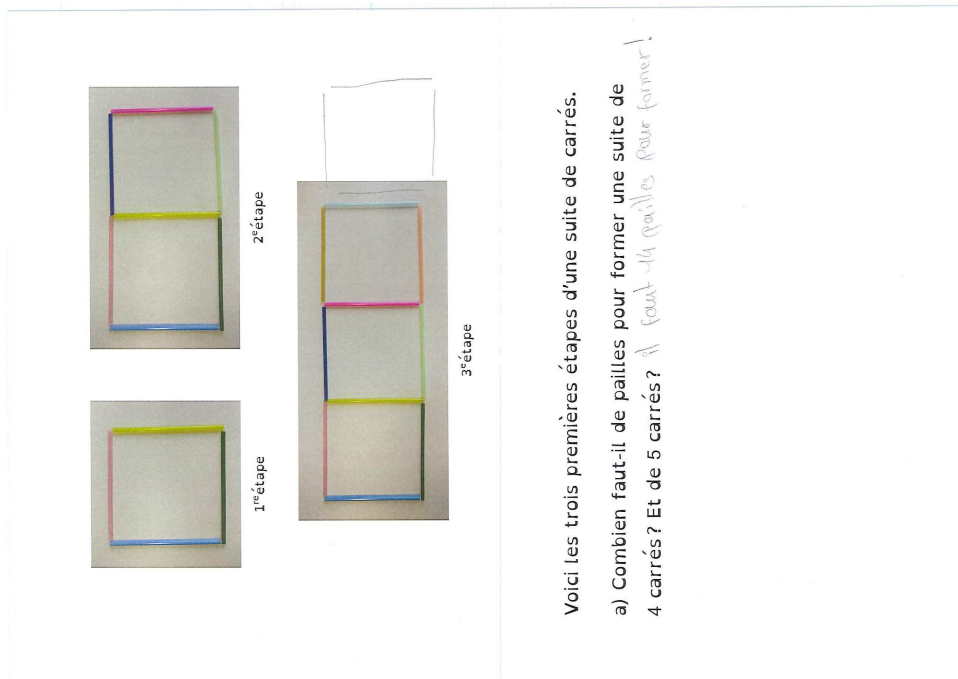 1re étape
2e étape
3e étape
Voici les trois premières étapes d'une suite de carrés.
a) Combien faut-il de pailles pour former une suite de
4 carrés? Et de 5 carrés? il faut 14 pailles pour former!